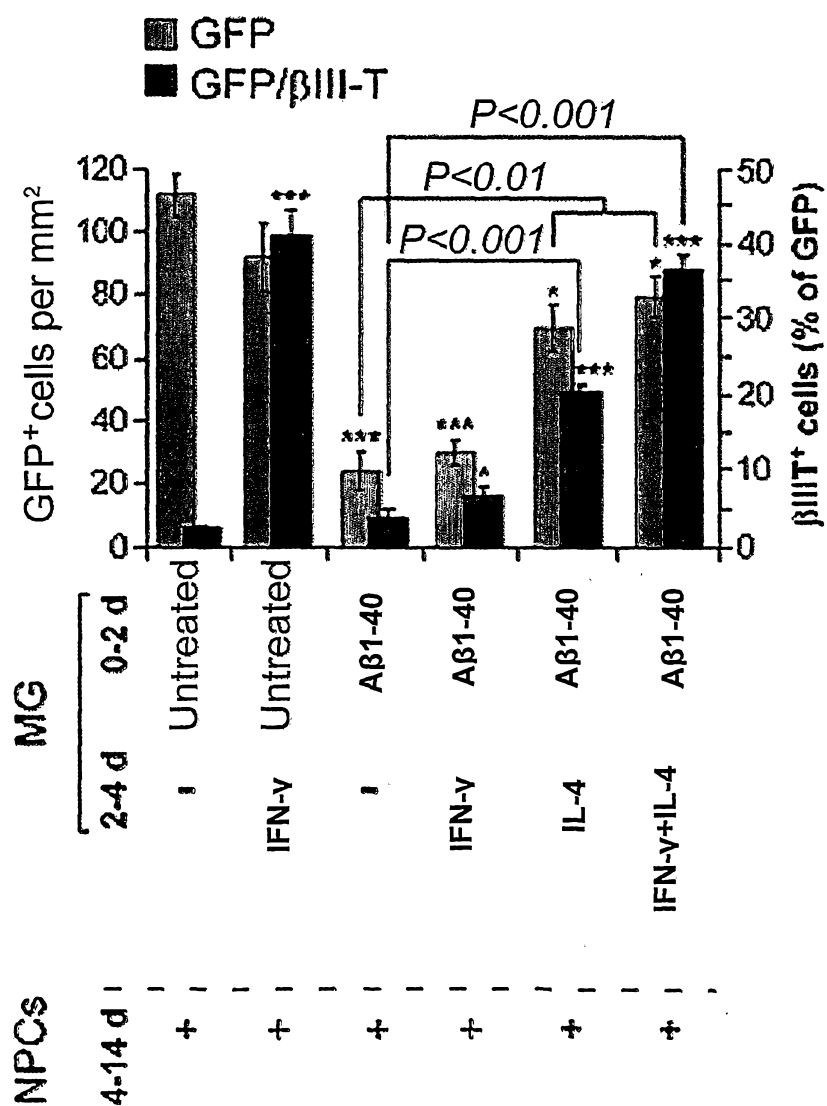 GFP
GFP/βIII-T
P<0.001
P<0.01
P<0.001
GFP+ cells per mm2
120
100
80
60
40
20
0
βIIIT+ cells (% of GFP)
50
40
30
20
10
0
***
***
***
^
*
***
*
***
MG
0-2 d
Untreated
Untreated
Aβ1-40
Aβ1-40
Aβ1-40
Aβ1-40
2-4 d
-
IFN-γ
-
IFN-γ
IL-4
IFN-γ+IL-4
NPCs
4-14 d
+
+
+
+
+
+